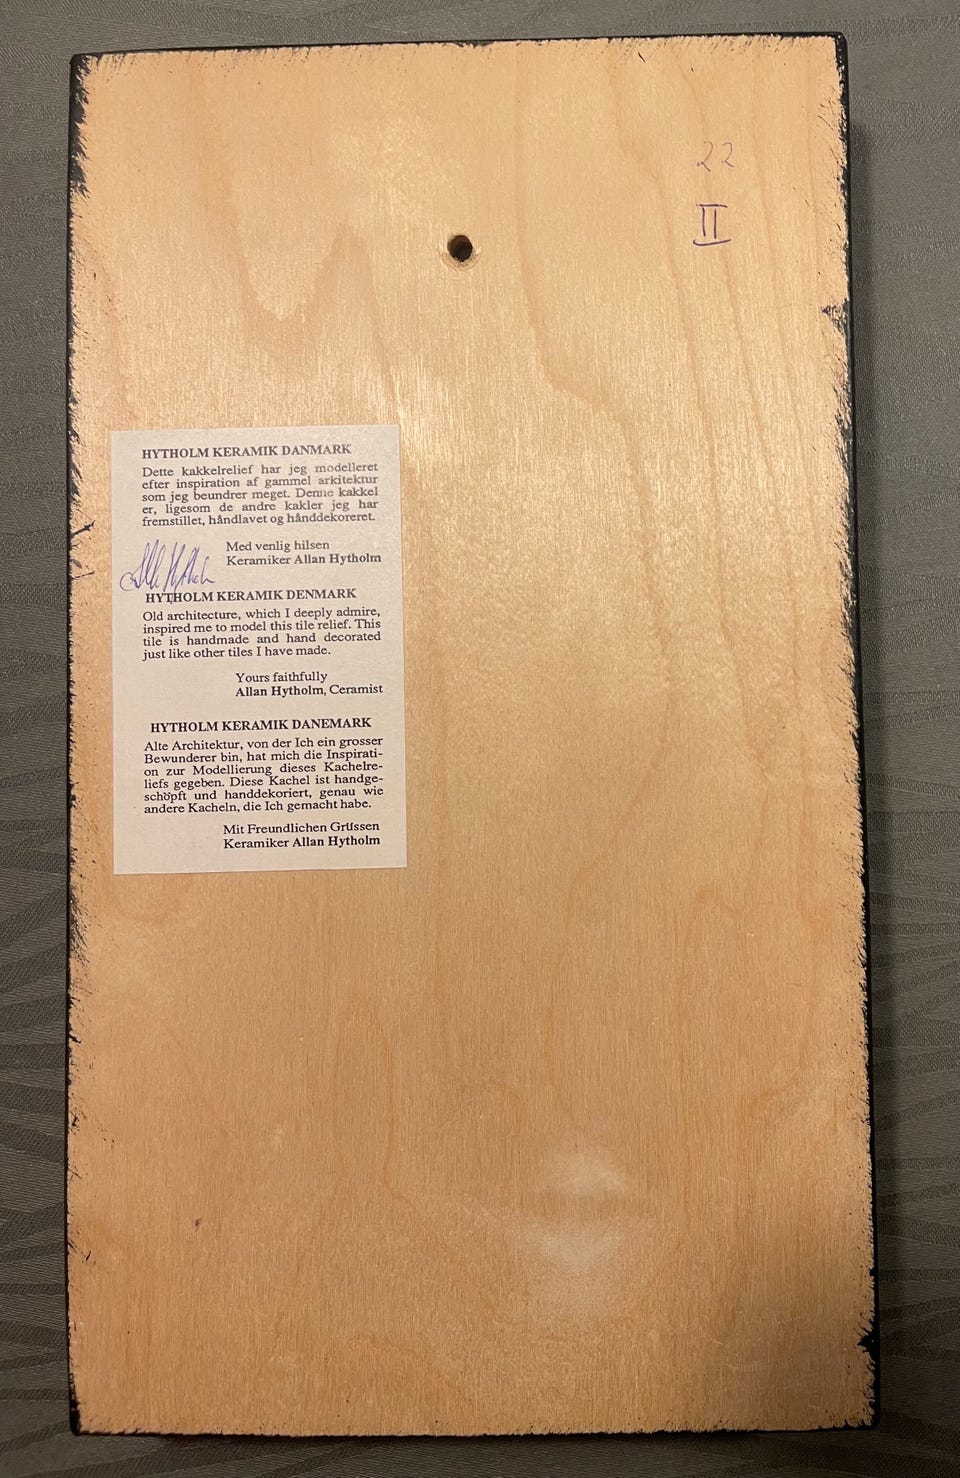 22
II
HYTHOLM KERAMIK DANMARK
Dette kakkelrelief har jeg modelleret
efter inspiration af gammel arkitektur
som jeg beundrer meget. Denne kakkel
er, ligesom de andre kakler jeg har
fremstillet, håndlavet og hånddekoreret.
Med venlig hilsen
Keramiker Allan Hytholm
HYTHOLM KERAMIK DENMARK
Old architecture, which I deeply admire,
inspired me to model this tile relief. This
tile is handmade and hand decorated
just like other tiles I have made.
Yours faithfully
Allan Hytholm, Ceramist
HYTHOLM KERAMIK DANEMARK
Alte Architektur, von der Ich ein grosser
Bewunderer bin, hat mich die Inspirati-
on zur Modellierung dieses Kachelre-
liefs gegeben. Diese Kachel ist handge-
schöpft und handdekoriert, genau wie
andere Kacheln, die Ich gemacht habe.
Mit Freundlichen Grüssen
Keramiker Allan Hytholm